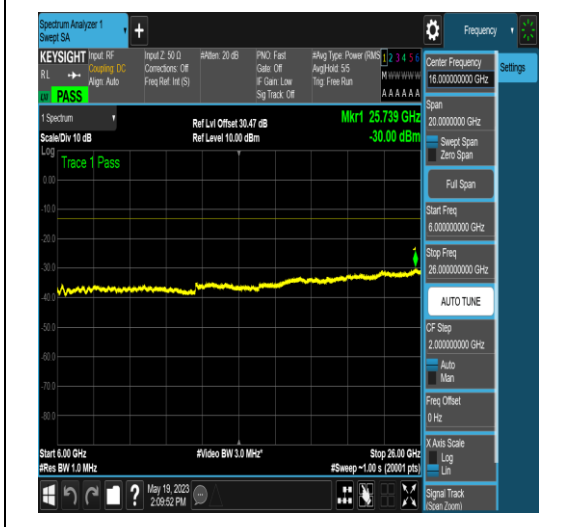 Spectrum Analyzer 1
Swept SA
+
Frequency
KEYSIGHT
RL
PASS
Input: RF
Coupling: DC
Align: Auto
Input Z: 50 Ω
Corrections: Off
Freq Ref: Int (S)
#Atten: 20 dB
PNO: Fast
Gate: Off
IF Gain: Low
Sig Track: Off
#Avg Type: Power (RMS
Avg|Hold: 5/5
Trig: Free Run
1 2 3 4 5 6
M W W W W W
A A A A A A
1 Spectrum
Scale/Div 10 dB
Ref Lvl Offset 30.47 dB
Ref Level 10.00 dBm
Mkr1 25.739 GHz
-30.00 dBm
Log
Trace 1 Pass
0.00
-10.0
-20.0
-30.0
-40.0
-50.0
-60.0
-70.0
-80.0
1
Start 6.00 GHz
#Res BW 1.0 MHz
#Video BW 3.0 MHz*
Stop 26.00 GHz
#Sweep ~1.00 s (20001 pts)
?
May 19, 2023
2:09:52 PM
Center Frequency
16.000000000 GHz
Settings
Span
20.0000000 GHz
Swept Span
Zero Span
Full Span
Start Freq
6.000000000 GHz
Stop Freq
26.000000000 GHz
AUTO TUNE
CF Step
2.000000000 GHz
Auto
Man
Freq Offset
0 Hz
X Axis Scale
Log
Lin
Signal Track
(Span Zoom)